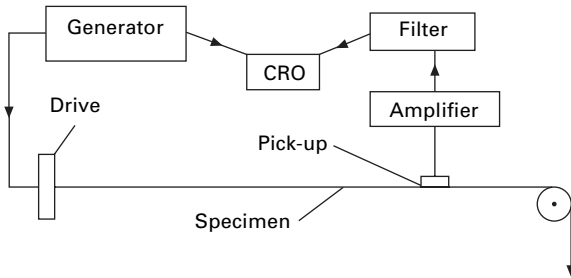 Generator
Filter
CRO
Drive
Amplifier
Pick-up
Specimen